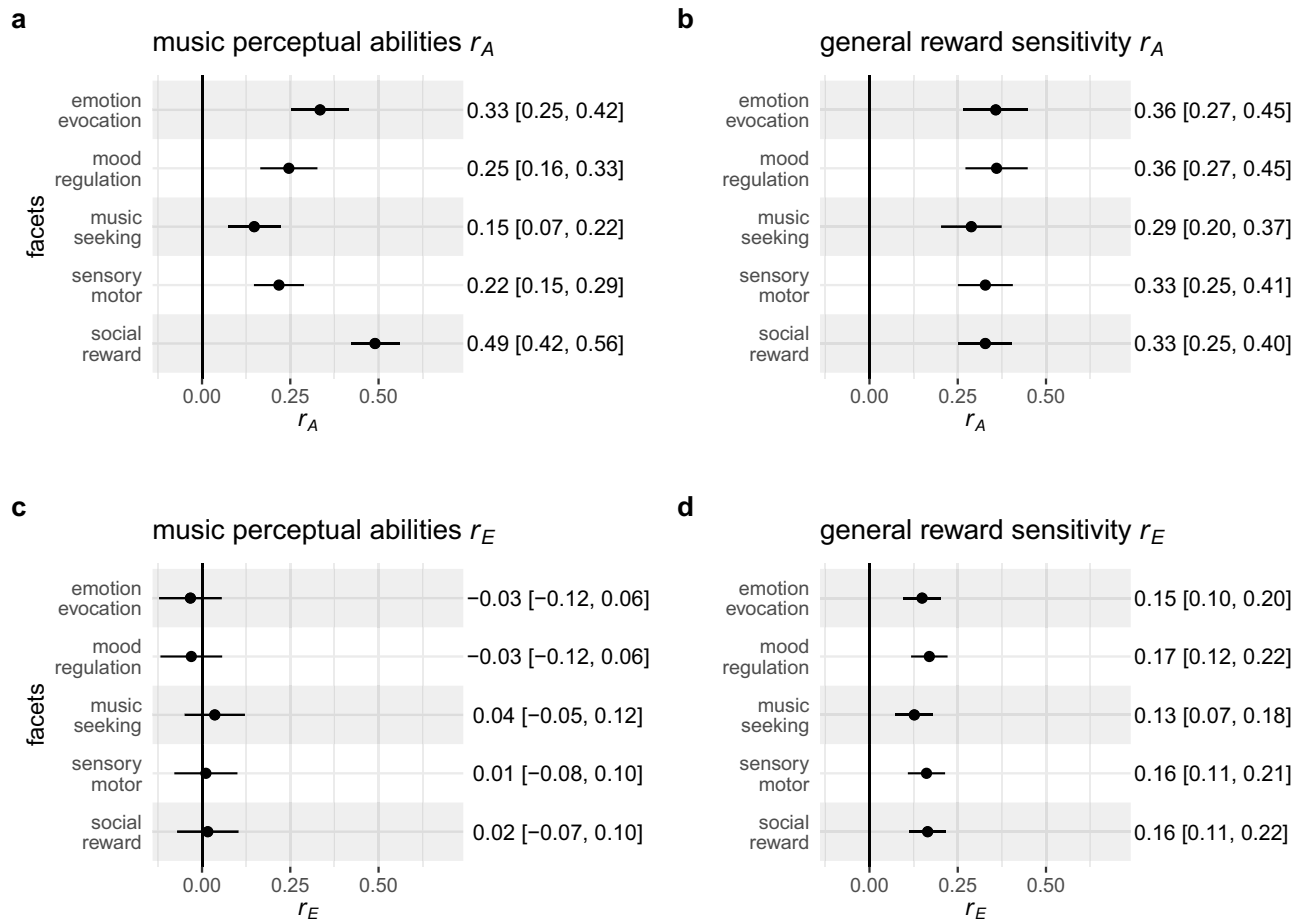 a
music perceptual abilities r_A
facets
emotion
evocation
0.33 [0.25, 0.42]
mood
regulation
0.25 [0.16, 0.33]
music
seeking
0.15 [0.07, 0.22]
sensory
motor
0.22 [0.15, 0.29]
social
reward
0.49 [0.42, 0.56]
0.00 0.25 0.50
r_A
b
general reward sensitivity r_A
emotion
evocation
0.36 [0.27, 0.45]
mood
regulation
0.36 [0.27, 0.45]
music
seeking
0.29 [0.20, 0.37]
sensory
motor
0.33 [0.25, 0.41]
social
reward
0.33 [0.25, 0.40]
0.00 0.25 0.50
r_A
c
music perceptual abilities r_E
facets
emotion
evocation
−0.03 [−0.12, 0.06]
mood
regulation
−0.03 [−0.12, 0.06]
music
seeking
0.04 [−0.05, 0.12]
sensory
motor
0.01 [−0.08, 0.10]
social
reward
0.02 [−0.07, 0.10]
0.00 0.25 0.50
r_E
d
general reward sensitivity r_E
emotion
evocation
0.15 [0.10, 0.20]
mood
regulation
0.17 [0.12, 0.22]
music
seeking
0.13 [0.07, 0.18]
sensory
motor
0.16 [0.11, 0.21]
social
reward
0.16 [0.11, 0.22]
0.00 0.25 0.50
r_E